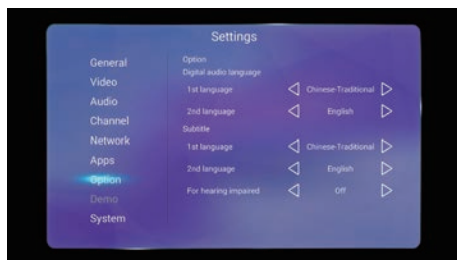 Settings
General
Video
Audio
Channel
Network
Apps
Option
Demo
System
Option
Digital audio language
1st language Chinese-Traditional
2nd language English
Subtitle
1st language Chinese-Traditional
2nd language English
For hearing impaired Off